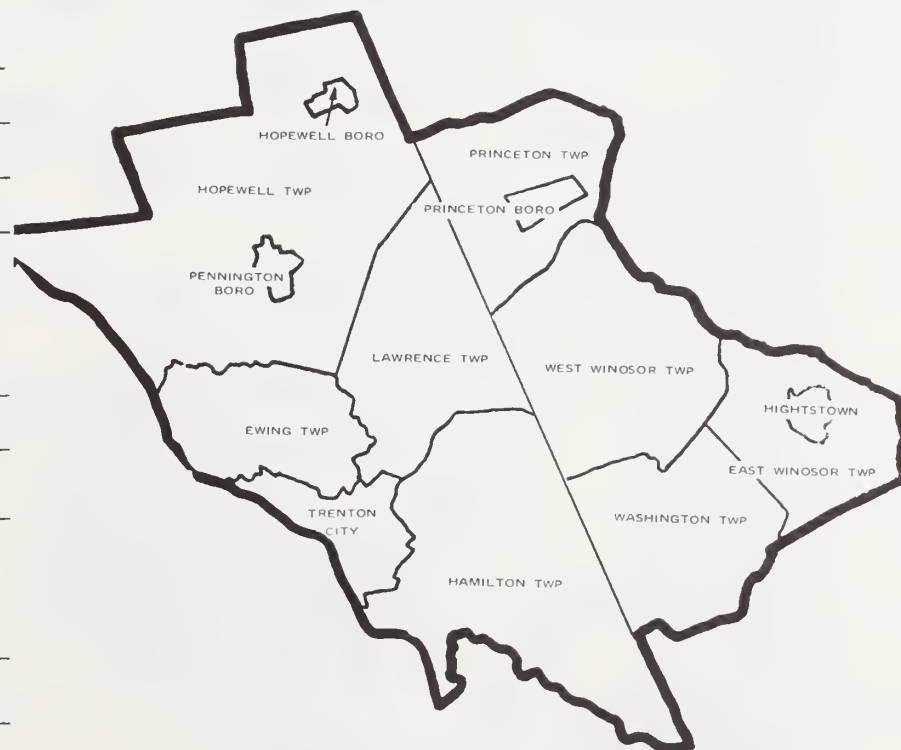 HOPEWELL BORO
PRINCETON TWP
HOPEWELL TWP
PRINCETON BORO
PENNINGTON
BORO
LAWRENCE TWP
WEST WINOSOR TWP
HIGHTSTOWN
EWING TWP
EAST WINOSOR TWP
TRENTON
CITY
WASHINGTON TWP
HAMILTON TWP